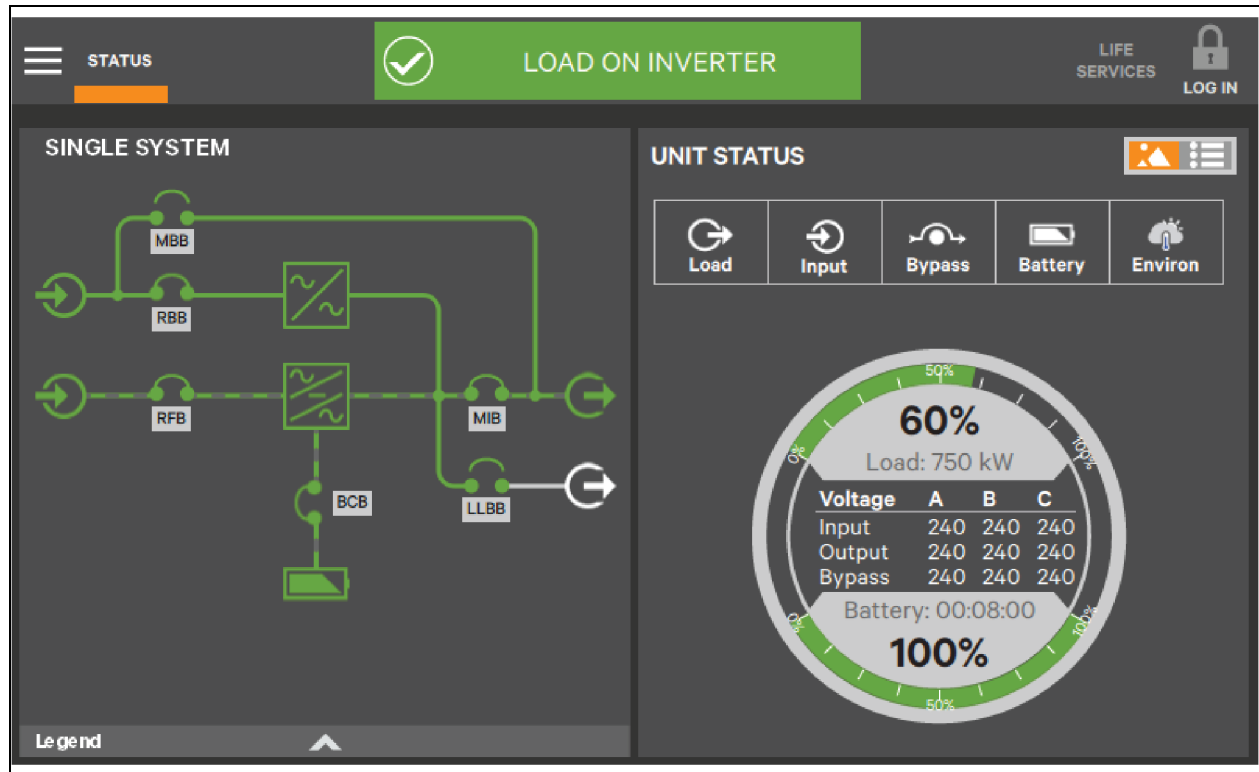 STATUS
LOAD ON INVERTER
LIFE
SERVICES
LOG IN
SINGLE SYSTEM
MBB
RBB
RFB
MIB
BCB
LLBB
Legend
UNIT STATUS
Load Input Bypass Battery Environ
0% 50% 100%
60%
Load: 750 kW
Voltage A B C
Input 240 240 240
Output 240 240 240
Bypass 240 240 240
Battery: 00:08:00
100%
0% 50% 100%